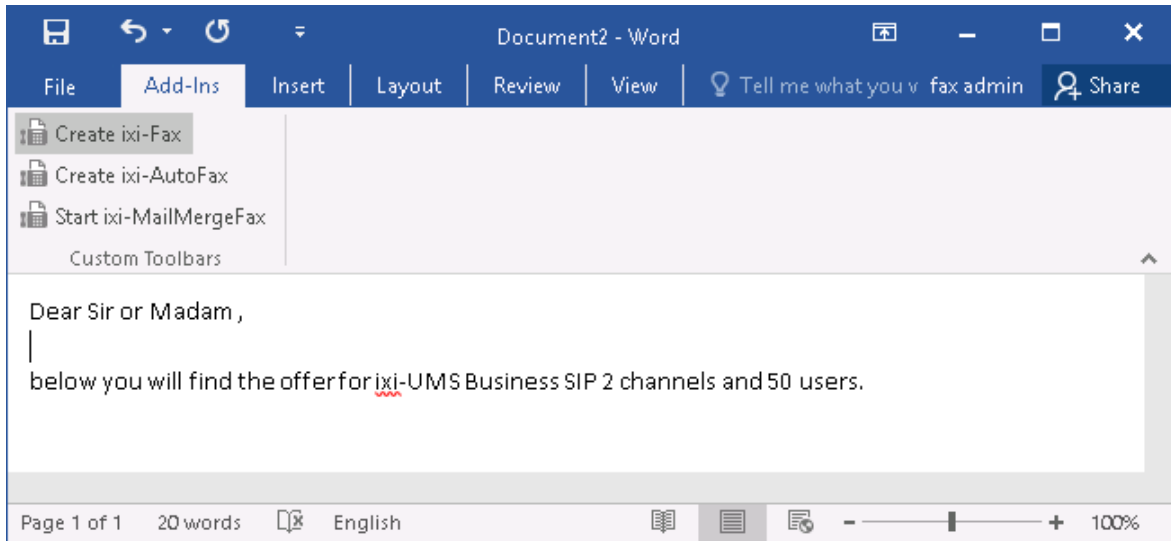 Document2 - Word
File Add-Ins Insert Layout Review View Tell me what you v fax admin Share
Create ixi-Fax
Create ixi-AutoFax
Start ixi-MailMergeFax
Custom Toolbars
Dear Sir or Madam ,
below you will find the offer for ixi-UMS Business SIP 2 channels and 50 users.
Page 1 of 1 20 words English - + 100%